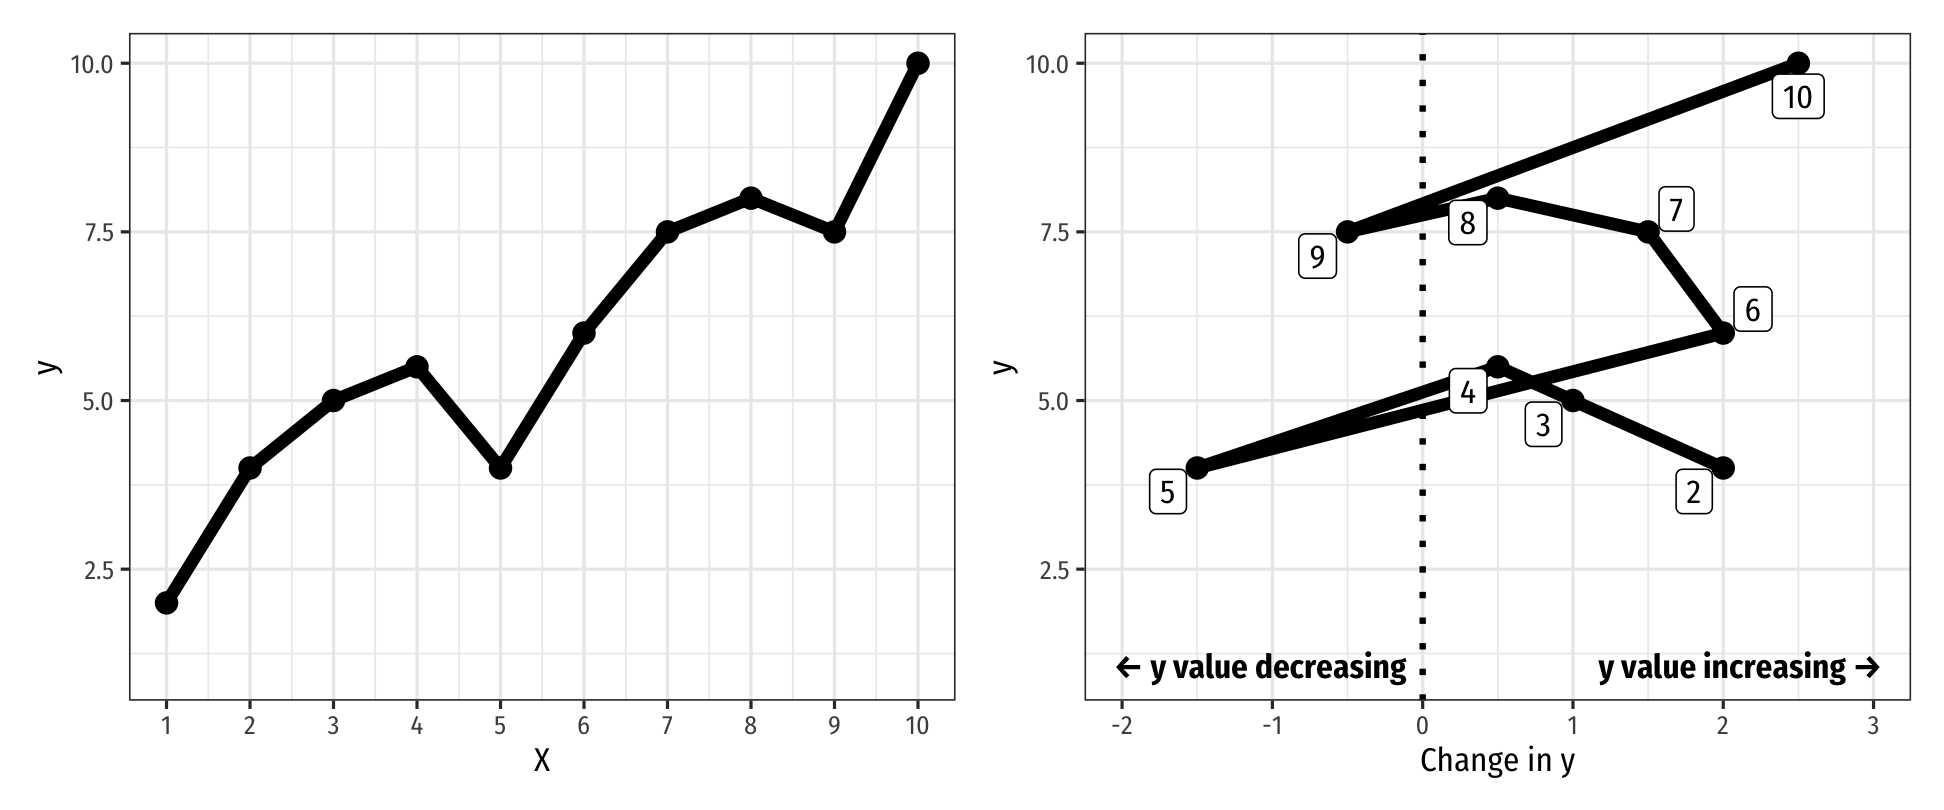 10.0
7.5
5.0
2.5
y
1 2 3 4 5 6 7 8 9 10
X
10.0
7.5
5.0
2.5
y
10
7
8
9
6
4
3
5
2
← y value decreasing
y value increasing →
-2 -1 0 1 2 3
Change in y